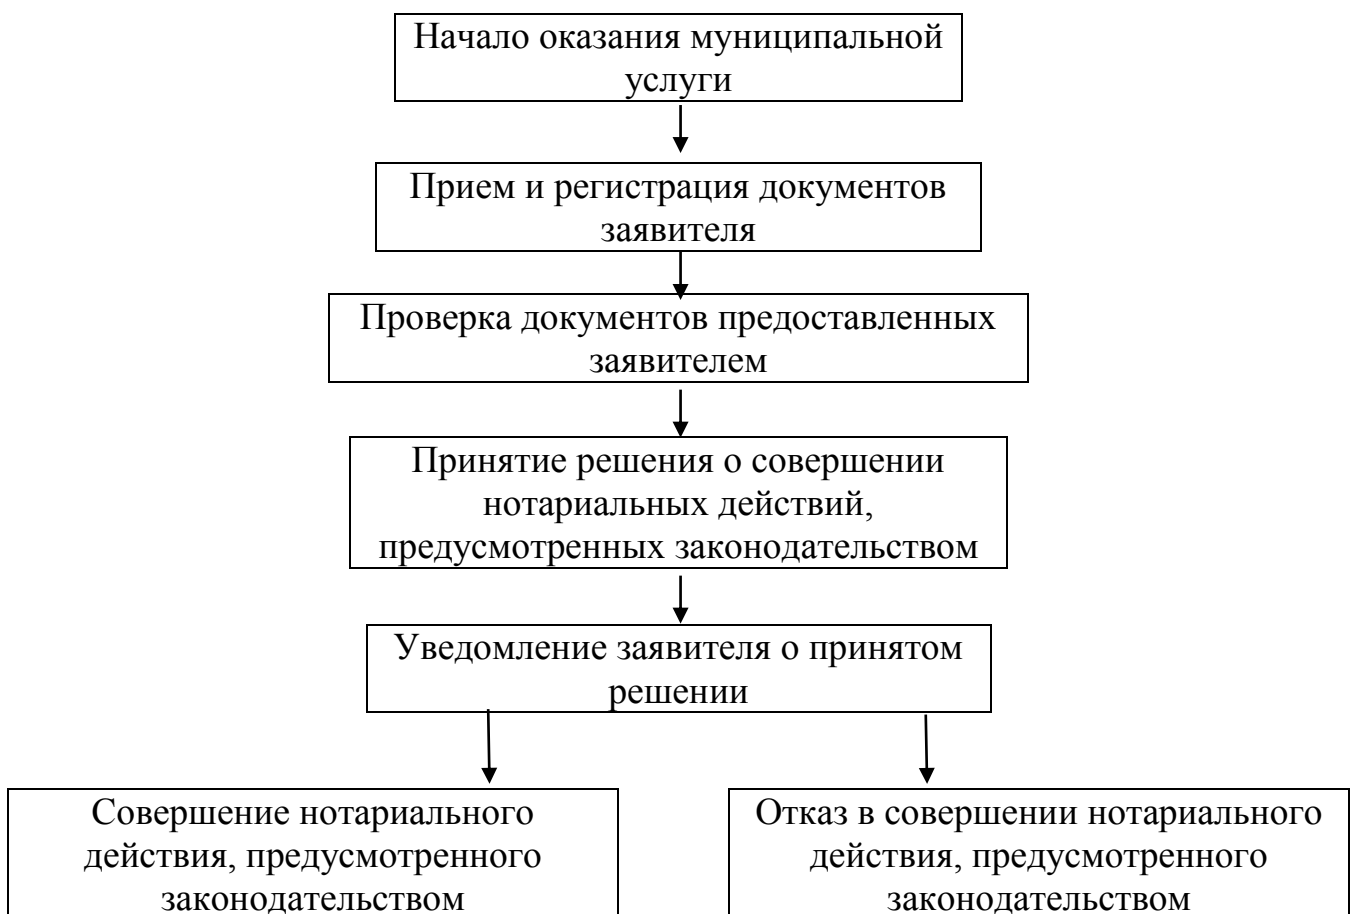 Начало оказания муниципальной
услуги
Прием и регистрация документов
заявителя
Проверка документов предоставленных
заявителем
Принятие решения о совершении
нотариальных действий,
предусмотренных законодательством
Уведомление заявителя о принятом
решении
Совершение нотариального
действия, предусмотренного
законодательством
Отказ в совершении нотариального
действия, предусмотренного
законодательством